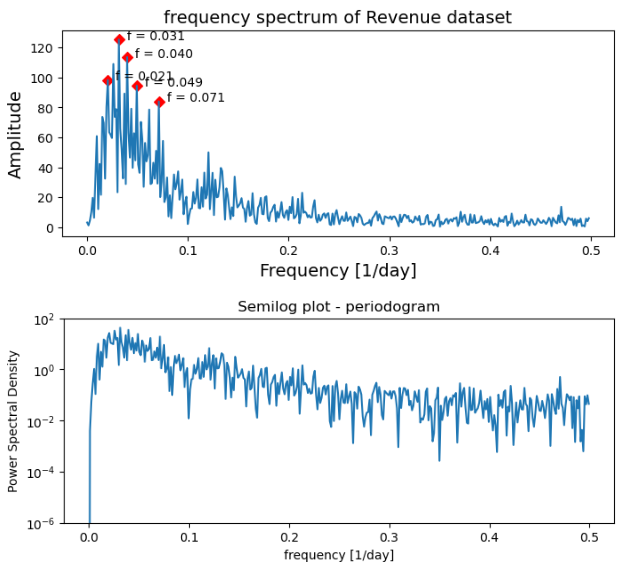 frequency spectrum of Revenue dataset
Amplitude
120
100
80
60
40
20
0
f = 0.031
f = 0.040
f = 0.021
f = 0.049
f = 0.071
0.0 0.1 0.2 0.3 0.4 0.5
Frequency [1/day]
Semilog plot - periodogram
Power Spectral Density
10²
10⁰
10⁻²
10⁻⁴
10⁻⁶
0.0 0.1 0.2 0.3 0.4 0.5
frequency [1/day]